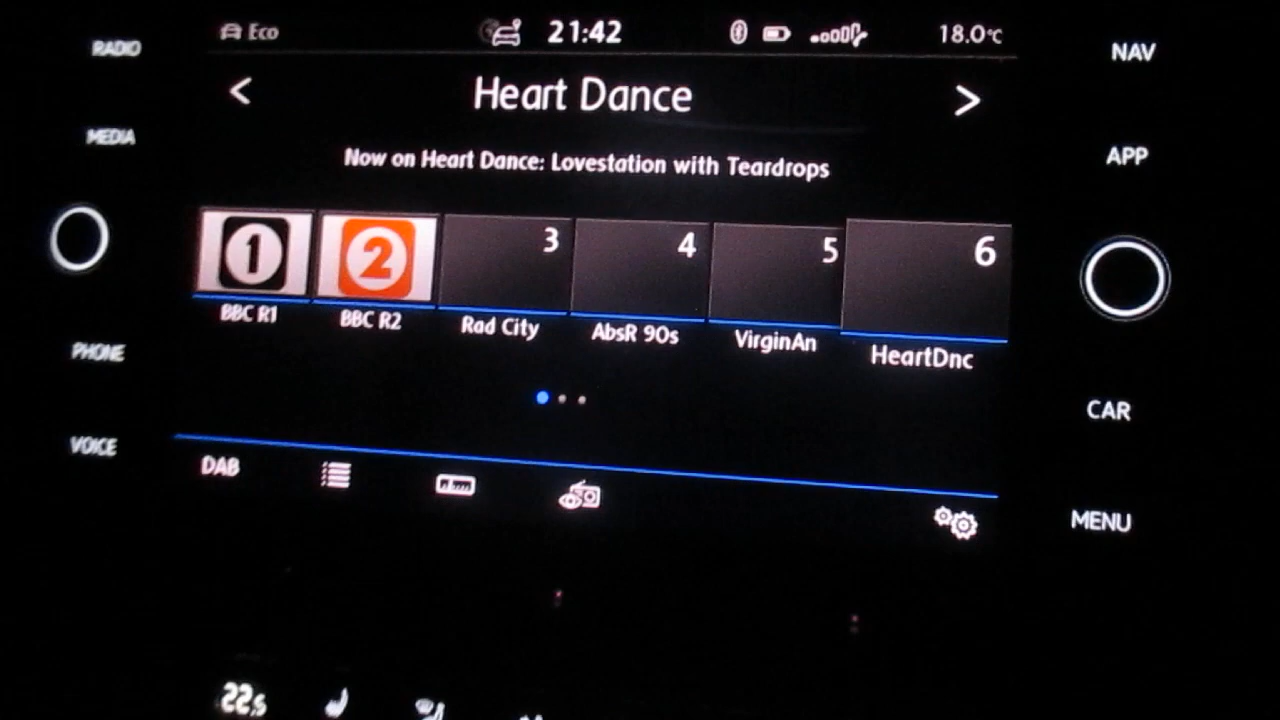 RADIO
MEDIA
PHONE
VOICE
Eco 21:42 18.0°C
Heart Dance
Now on Heart Dance: Lovestation with Teardrops
1 2 3 4 5 6
BBC R1 BBC R2 Rad City AbsR 90s VirginAn HeartDnc
DAB
NAV
APP
CAR
MENU
22.5